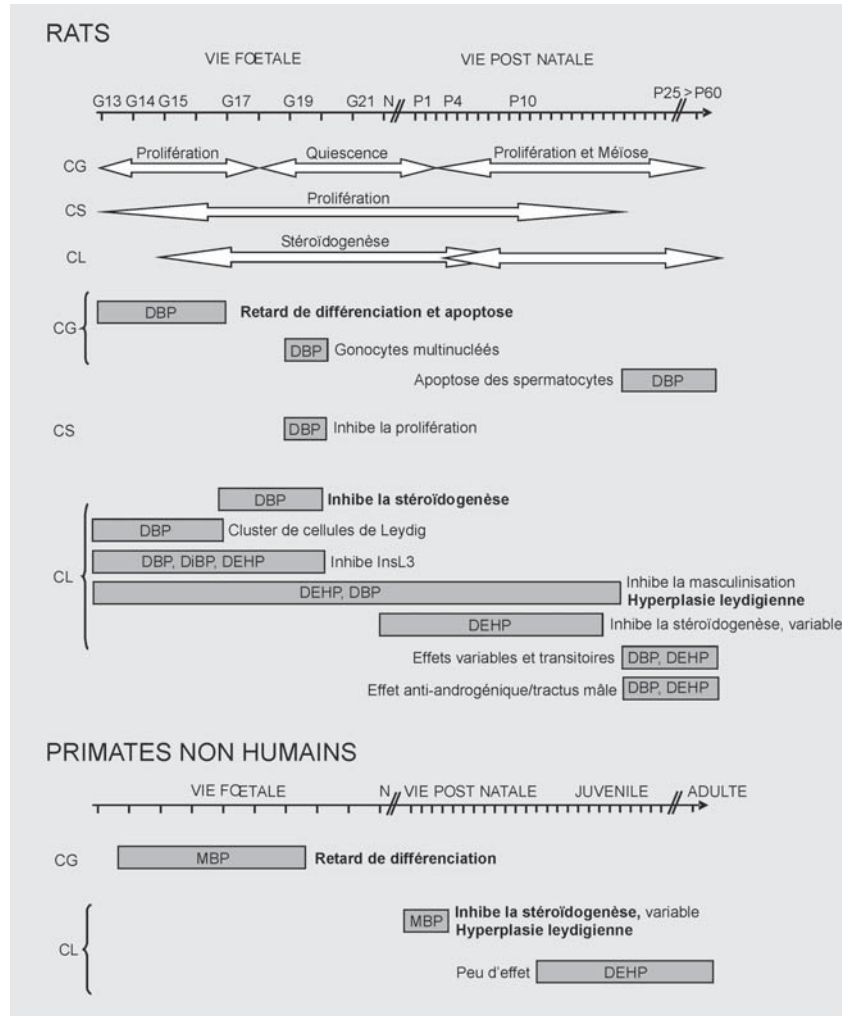 RATS
VIE FŒTALE VIE POST NATALE
G13 G14 G15 G17 G19 G21 N P1 P4 P10 P25 > P60
CG Prolifération Quiescence Prolifération et Méïose
CS Prolifération
CL Stéroïdogenèse
CG DBP Retard de différenciation et apoptose
DBP Gonocytes multinucléés
Apoptose des spermatocytes DBP
CS DBP Inhibe la prolifération
CL
DBP Inhibe la stéroïdogenèse
DBP Cluster de cellules de Leydig
DBP, DiBP, DEHP Inhibe InsL3
DEHP, DBP Inhibe la masculinisation
Hyperplasie leydigienne
DEHP Inhibe la stéroïdogenèse, variable
Effets variables et transitoires DBP, DEHP
Effet anti-androgénique/tractus mâle DBP, DEHP
PRIMATES NON HUMAINS
VIE FŒTALE N VIE POST NATALE JUVENILE ADULTE
CG MBP Retard de différenciation
CL MBP Inhibe la stéroïdogenèse, variable
Hyperplasie leydigienne
Peu d'effet DEHP